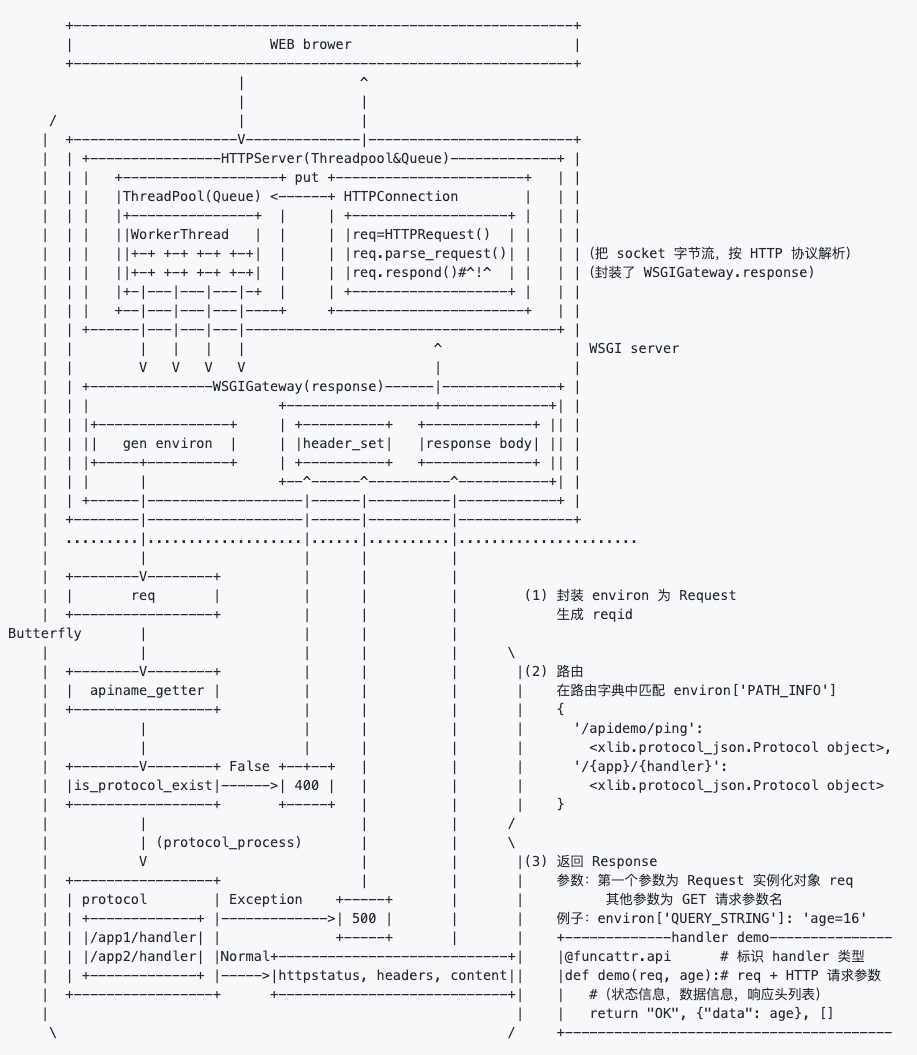 WEB brower
HTTPServer(Threadpool&Queue)
put
ThreadPool(Queue) <------+ HTTPConnection
req=HTTPRequest()
WorkerThread
req.parse_request()
(把 socket 字节流，按 HTTP 协议解析)
req.respond()#^!^
(封装了 WSGIGateway.response)
WSGI server
WSGIGateway(response)
gen environ
header_set
response body
req
(1) 封装 environ 为 Request
生成 reqid
Butterfly
(2) 路由
apiname_getter
在路由字典中匹配 environ['PATH_INFO']
{
'/apidemo/ping':
<xlib.protocol_json.Protocol object>,
False
'/{app}/{handler}':
is_protocol_exist
400
<xlib.protocol_json.Protocol object>
}
(protocol_process)
(3) 返回 Response
参数：第一个参数为 Request 实例化对象 req
protocol
Exception
其他参数为 GET 请求参数名
500
例子：environ['QUERY_STRING']: 'age=16'
/app1/handler
handler demo
/app2/handler
Normal
@funcattr.api # 标识 handler 类型
httpstatus, headers, content
def demo(req, age):# req + HTTP 请求参数
#（状态信息，数据信息，响应头列表）
return "OK", {"data": age}, []